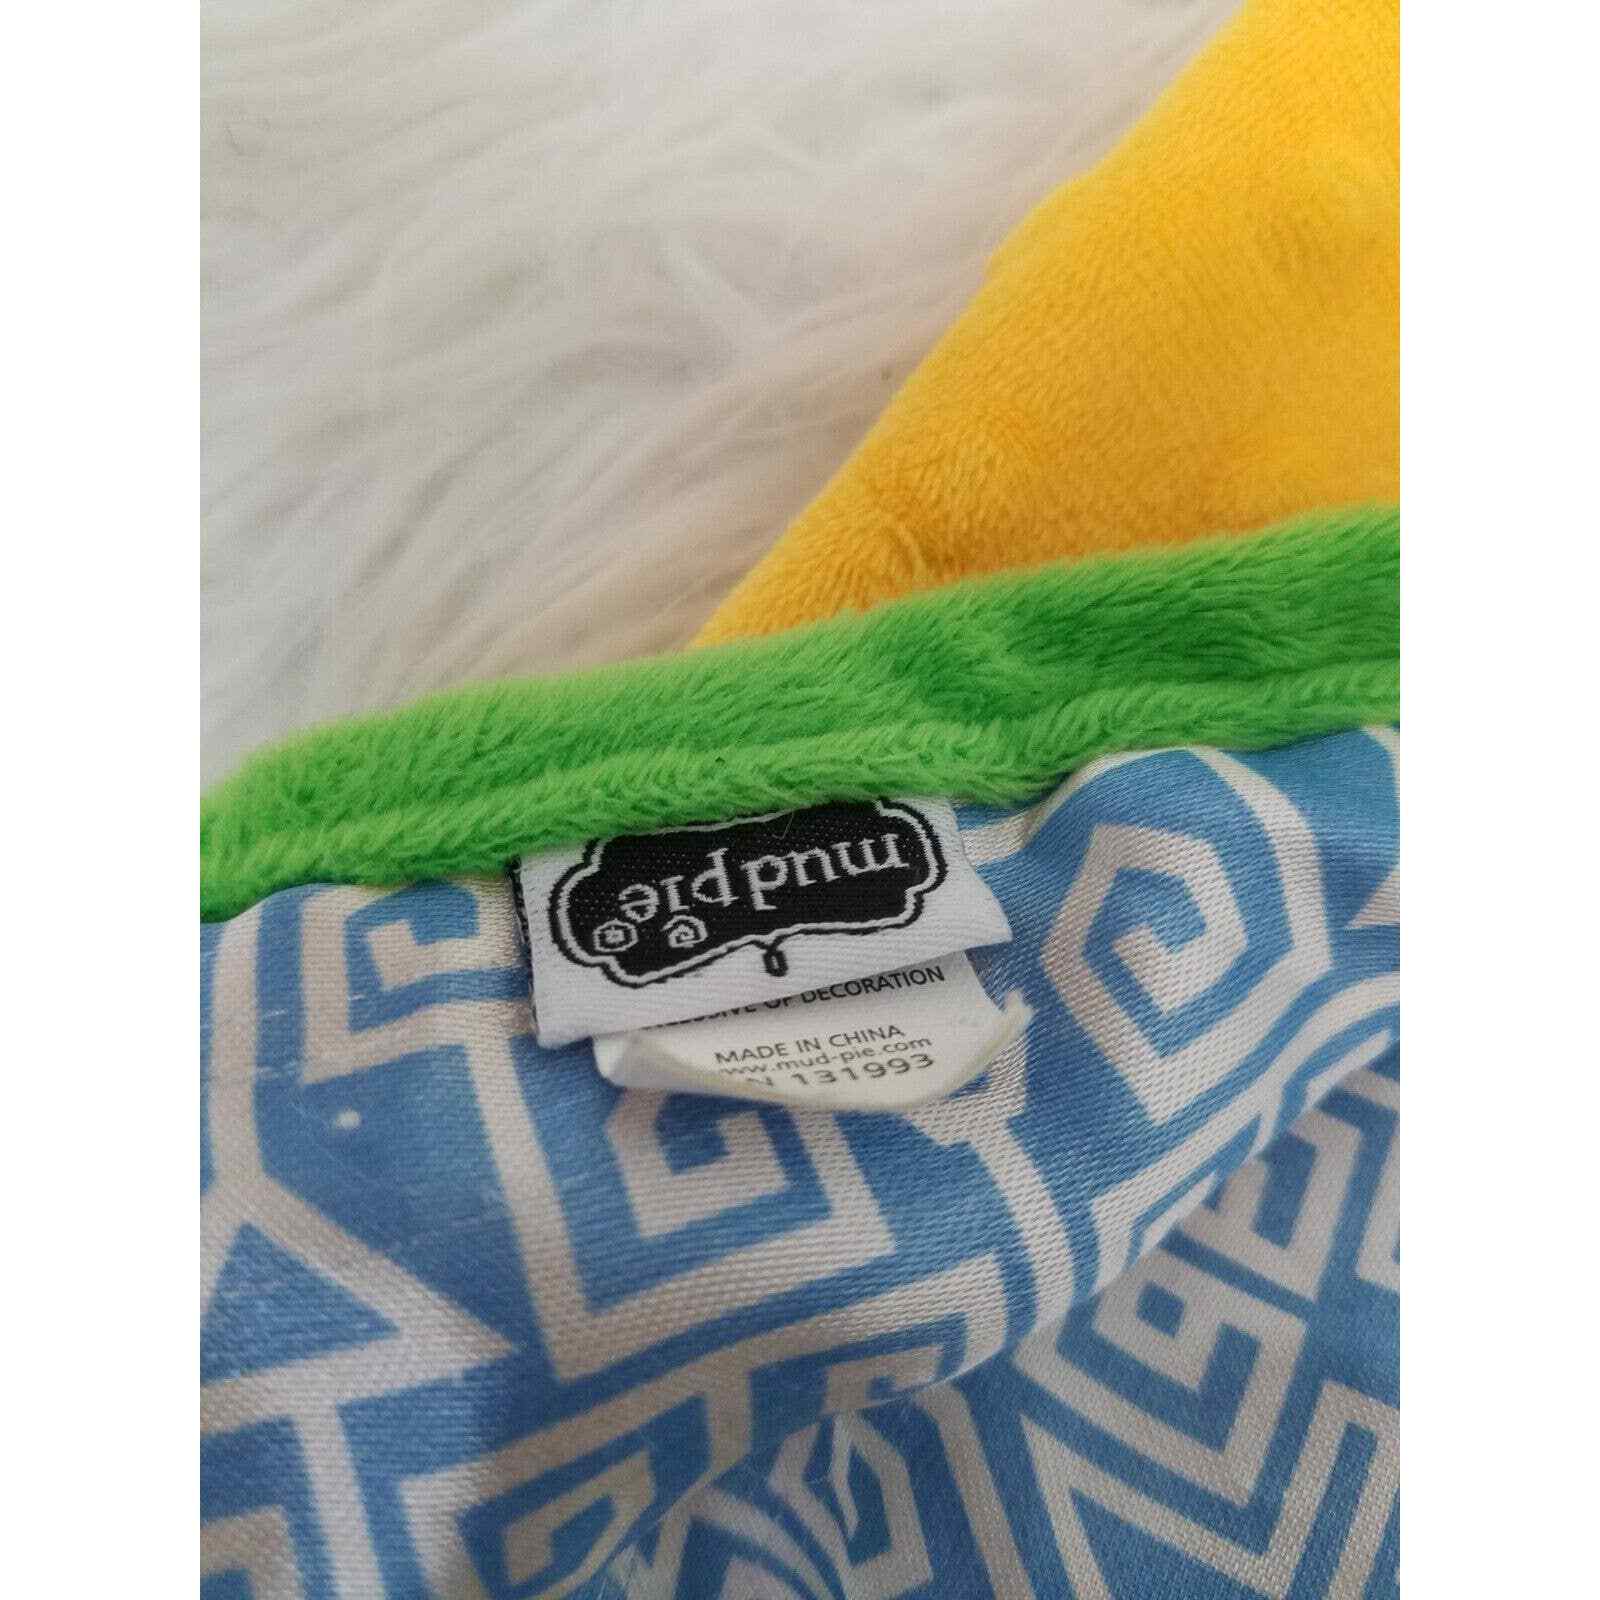 mud pie®
OF DECORATION
MADE IN CHINA
www.mud-pie.com
131993